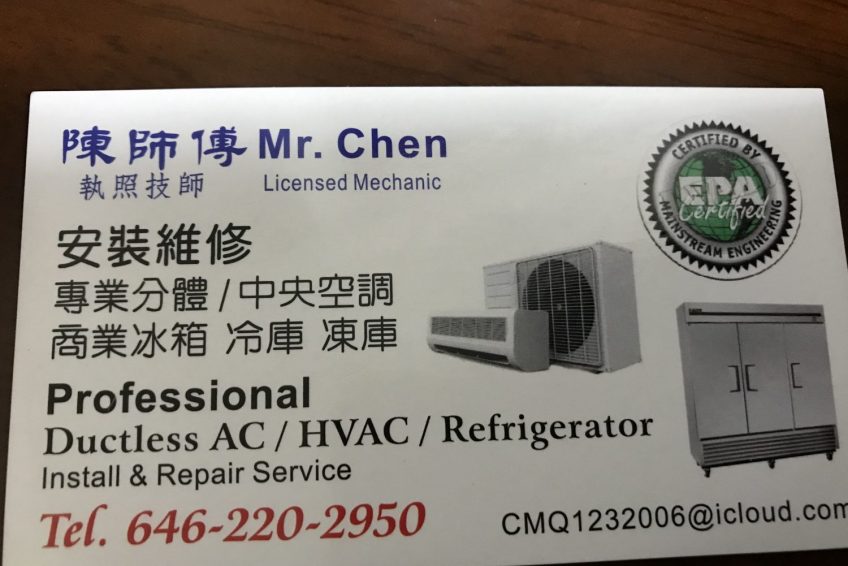 陳師傅 Mr. Chen
執照技師 Licensed Mechanic
CERTIFIED BY
EPA
Certified
MAINSTREAM ENGINEERING
安裝維修
專業分體 / 中央空調
商業冰箱 冷庫 凍庫
Professional
Ductless AC / HVAC / Refrigerator
Install & Repair Service
Tel. 646-220-2950
CMQ1232006@icloud.com